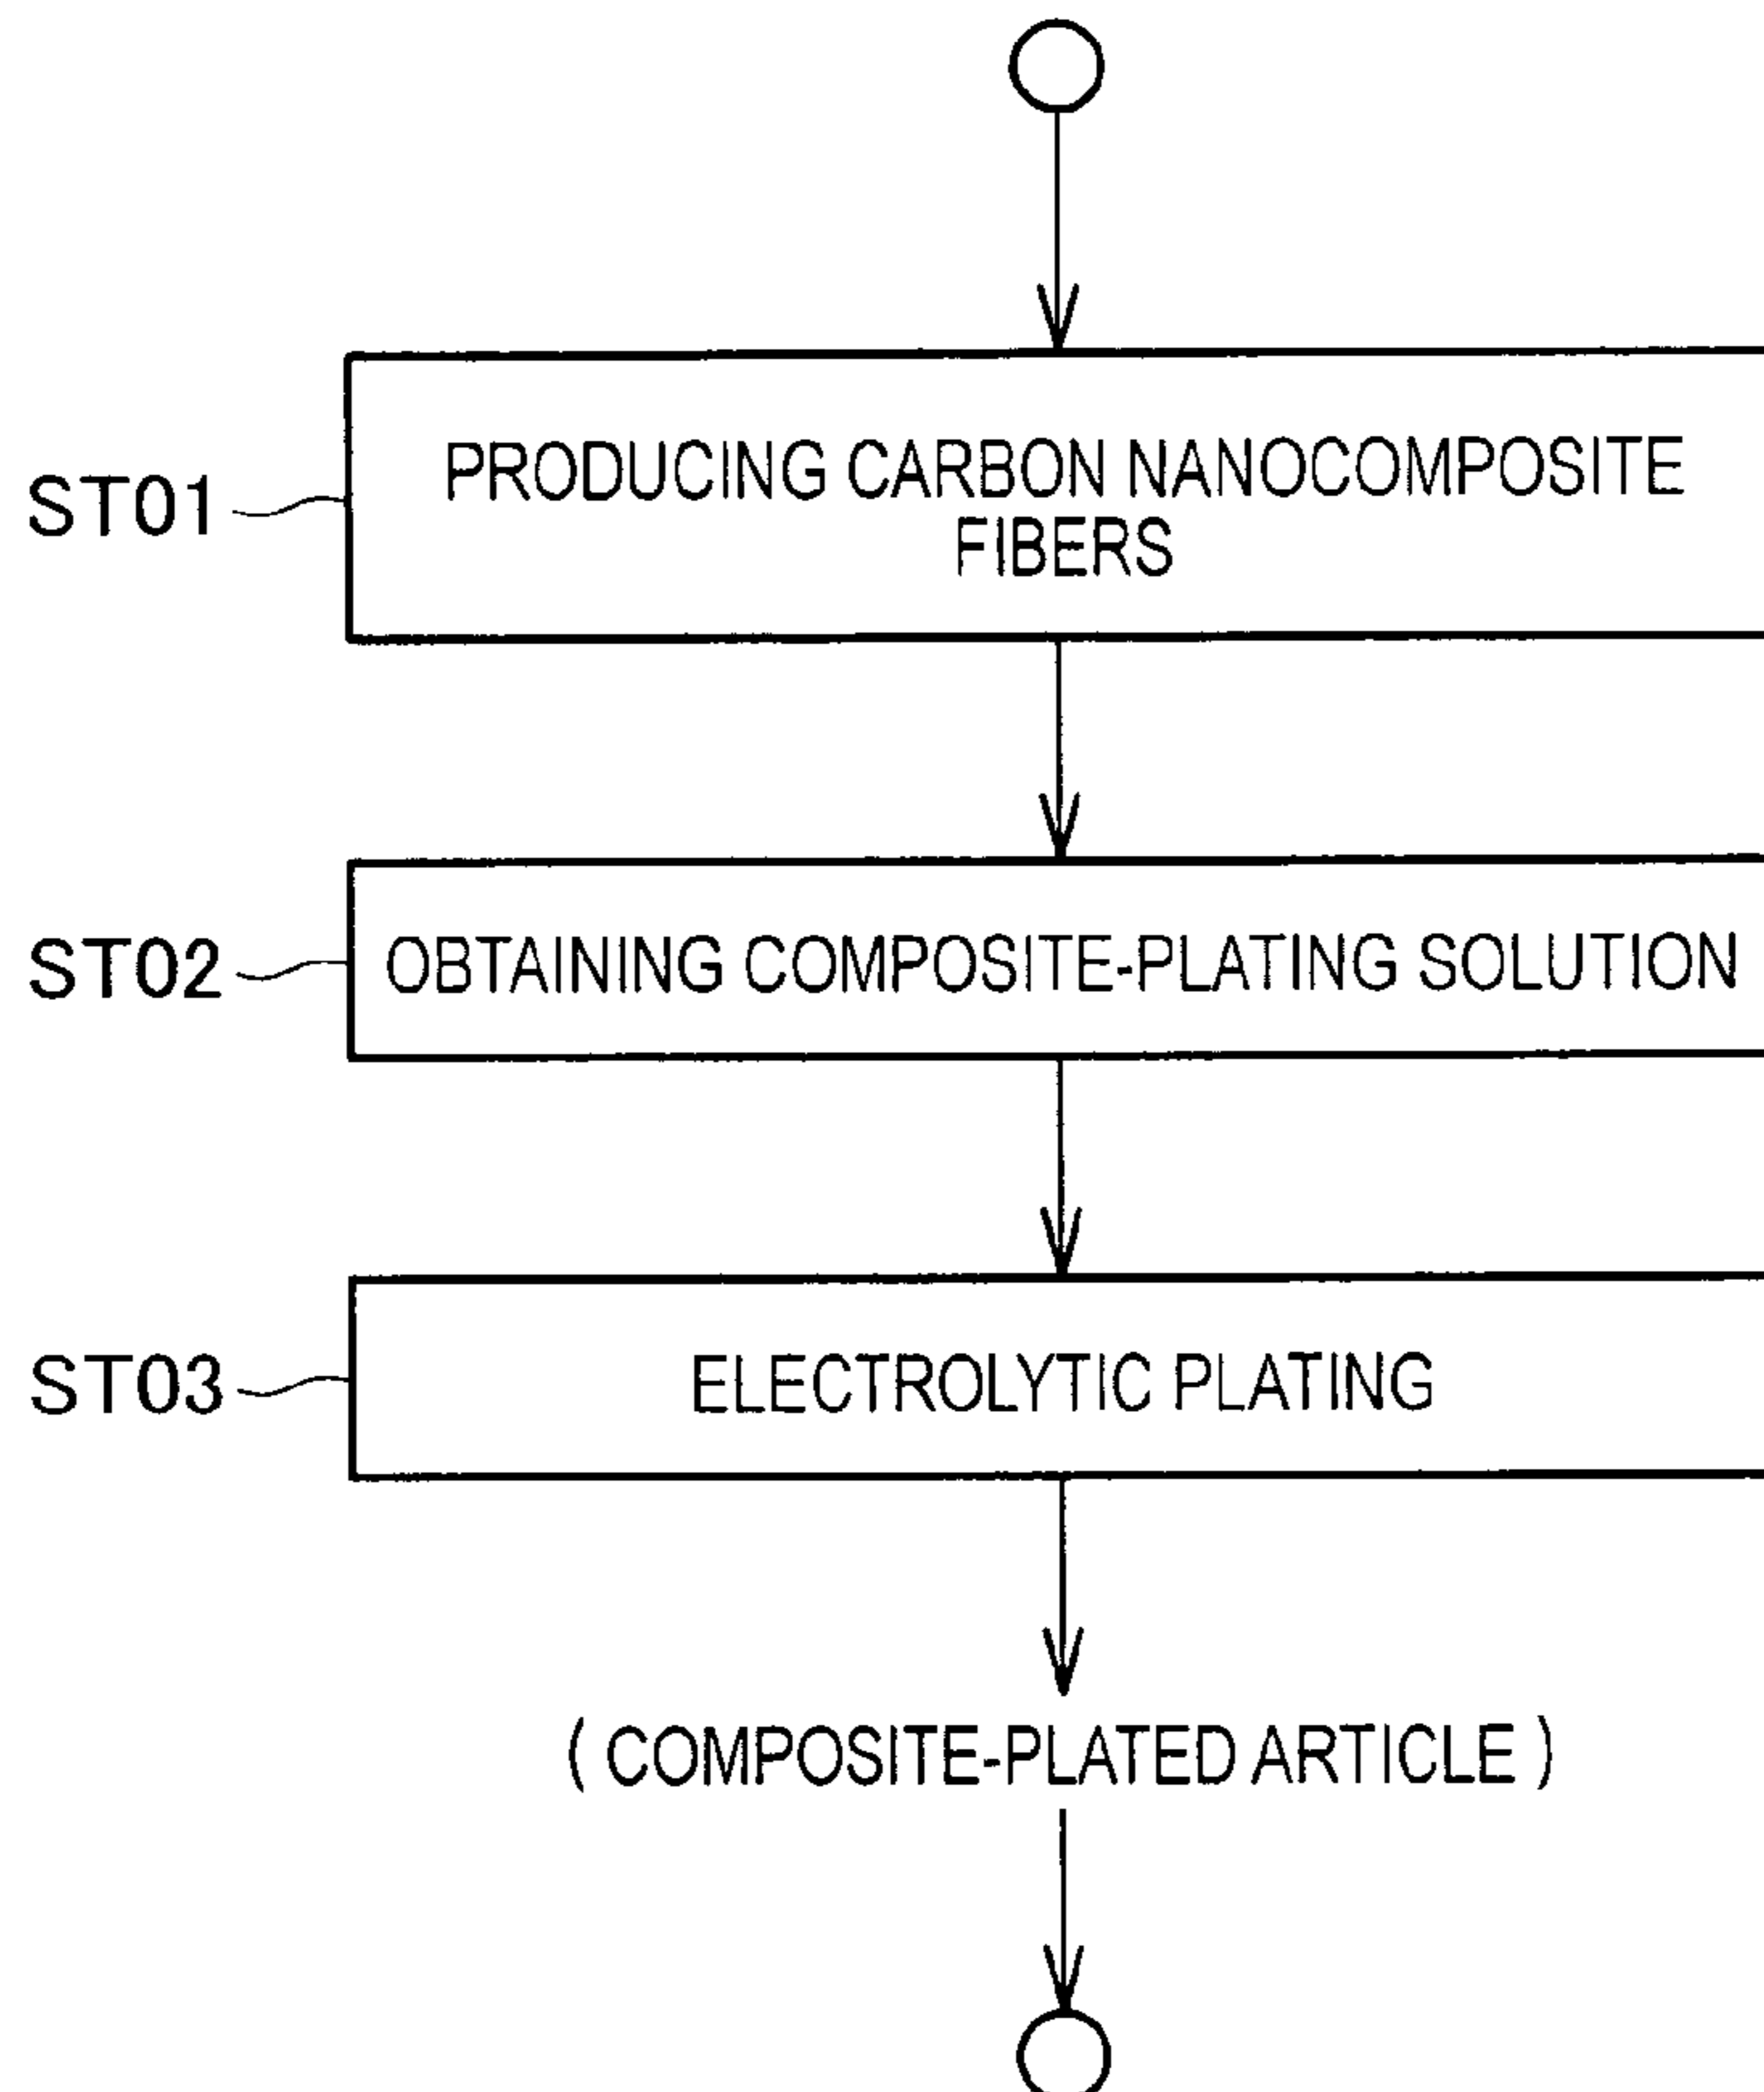 ST01
PRODUCING CARBON NANOCOMPOSITE
FIBERS
ST02
OBTAINING COMPOSITE-PLATING SOLUTION
ST03
ELECTROLYTIC PLATING
( COMPOSITE-PLATED ARTICLE )